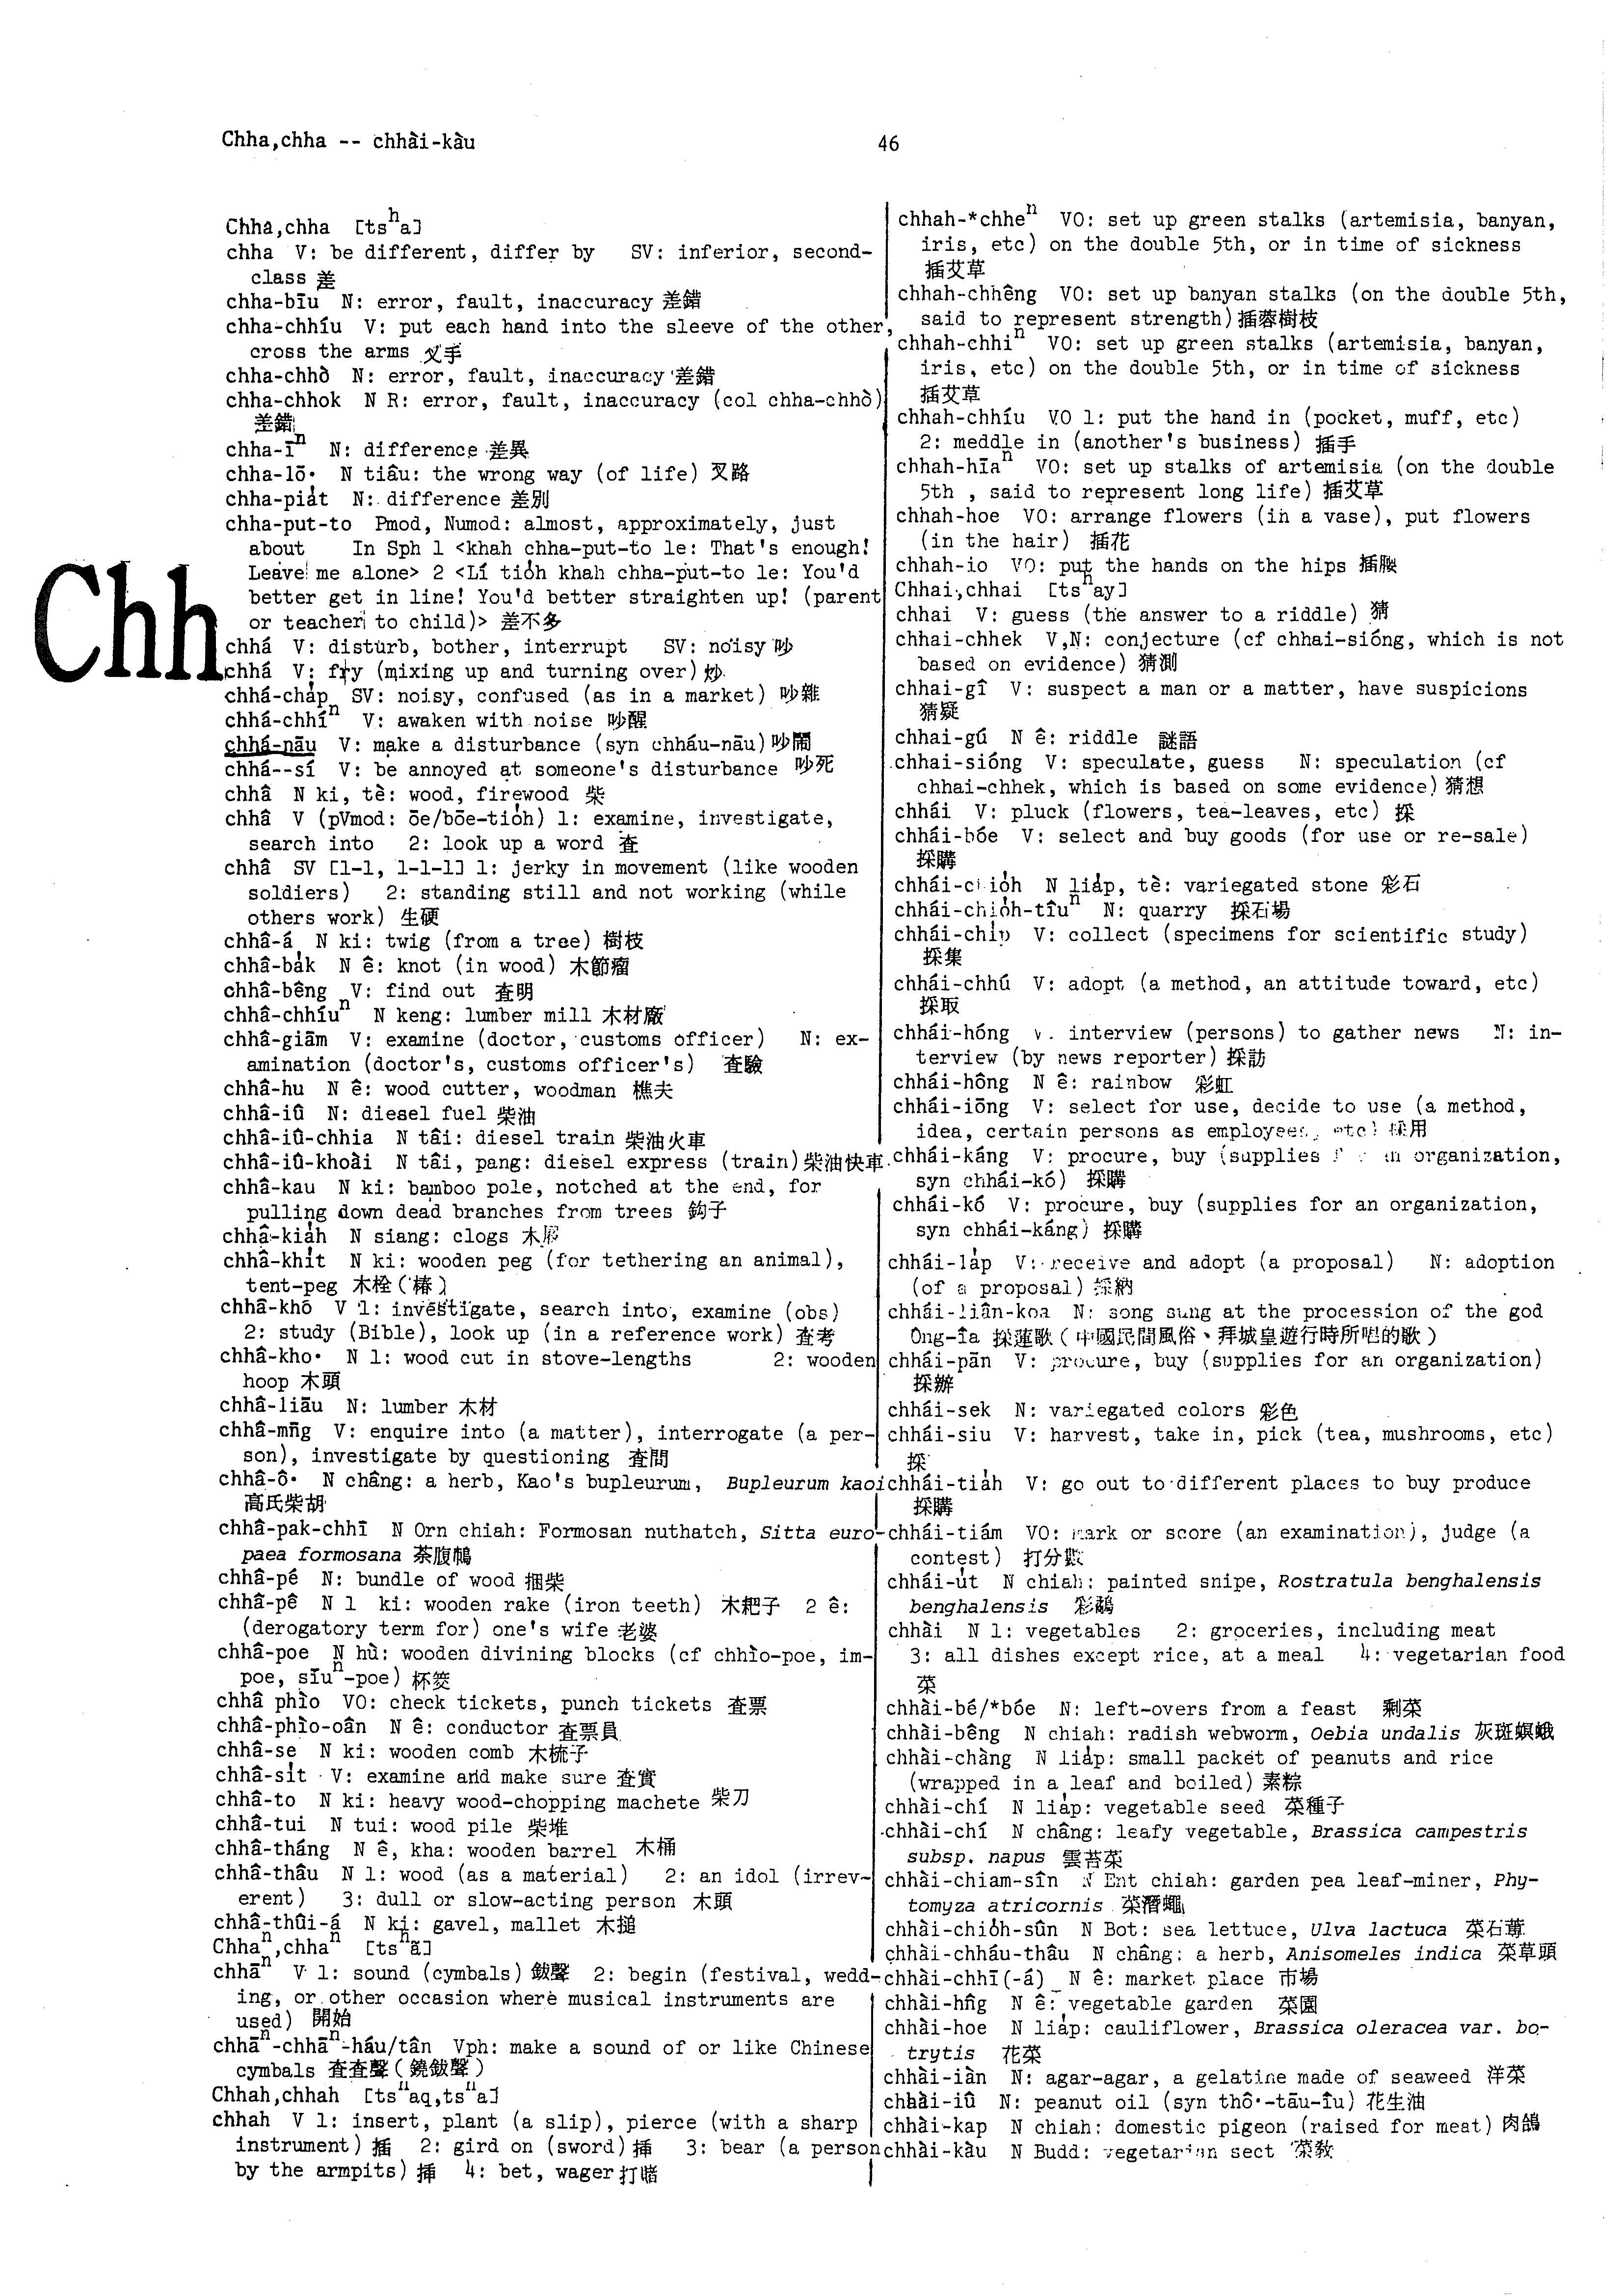 Chha,chha -- chhài-kàu
46
Chh
Chha,chha [tsʰa]
chha V: be different, differ by SV: inferior, second-
class 差
chha-bīu N: error, fault, inaccuracy 差錯
chha-chhíu V: put each hand into the sleeve of the other,
cross the arms 叉手
chha-chhò N: error, fault, inaccuracy 差錯
chha-chhok N R: error, fault, inaccuracy (col chha-chhò)
差錯
chha-īⁿ N: difference 差異
chha-lō· N tiâu: the wrong way (of life) 叉路
chha-pia̍t N: difference 差別
chha-put-to Pmod, Numod: almost, approximately, just
about In Sph 1 <khah chha-put-to le: That's enough!
Leave me alone> 2 <Lí tio̍h khah chha-put-to le: You'd
better get in line! You'd better straighten up! (parent
or teacher to child)> 差不多
chhá V: disturb, bother, interrupt SV: noisy 吵
chhá V: fry (mixing up and turning over) 炒
chhá-cha̍p SV: noisy, confused (as in a market) 吵雜
chhá-chhíⁿ V: awaken with noise 吵醒
chhá-nāu V: make a disturbance (syn chháu-nāu) 吵鬧
chhá--sí V: be annoyed at someone's disturbance 吵死
chhâ N ki, tè: wood, firewood 柴
chhâ V (pVmod: ōe/bōe-tio̍h) 1: examine, investigate,
search into 2: look up a word 查
chhâ SV [1-1, 1-1-1] 1: jerky in movement (like wooden
soldiers) 2: standing still and not working (while
others work) 生硬
chhâ-á N ki: twig (from a tree) 樹枝
chhâ-ba̍k N ê: knot (in wood) 木節瘤
chhâ-bêng V: find out 查明
chhâ-chhíuⁿ N keng: lumber mill 木材廠
chhâ-giām V: examine (doctor, customs officer) N: ex-
amination (doctor's, customs officer's) 查驗
chhâ-hu N ê: wood cutter, woodman 樵夫
chhâ-iû N: diesel fuel 柴油
chhâ-iû-chhia N tâi: diesel train 柴油火車
chhâ-iû-khoài N tâi, pang: diesel express (train) 柴油快車
chhâ-kau N ki: bamboo pole, notched at the end, for
pulling down dead branches from trees 鈎子
chhâ-kia̍h N siang: clogs 木屐
chhâ-khi̍t N ki: wooden peg (for tethering an animal),
tent-peg 木栓(樁)
chhâ-khó V 1: investigate, search into, examine (obs)
2: study (Bible), look up (in a reference work) 查考
chhâ-kho· N 1: wood cut in stove-lengths 2: wooden
hoop 木頭
chhâ-liāu N: lumber 木材
chhâ-mn̄g V: enquire into (a matter), interrogate (a per-
son), investigate by questioning 查問
chhâ-ô· N châng: a herb, Kao's bupleurum, Bupleurum kaoi
高氏柴胡
chhâ-pak-chhī N Orn chiah: Formosan nuthatch, Sitta euro-
paea formosana 茶腹鳾
chhâ-pé N: bundle of wood 捆柴
chhâ-pê N 1 ki: wooden rake (iron teeth) 木耙子 2 ê:
(derogatory term for) one's wife 老婆
chhâ-poe N hù: wooden divining blocks (cf chhìo-poe, im-
poe, sīuⁿ-poe) 杯筊
chhâ phìo VO: check tickets, punch tickets 查票
chhâ-phìo-oân N ê: conductor 查票員
chhâ-se N ki: wooden comb 木梳子
chhâ-si̍t V: examine and make sure 查實
chhâ-to N ki: heavy wood-chopping machete 柴刀
chhâ-tui N tui: wood pile 柴堆
chhâ-tháng N ê, kha: wooden barrel 木桶
chhâ-thâu N 1: wood (as a material) 2: an idol (irrev-
erent) 3: dull or slow-acting person 木頭
chhâ-thûi-á N ki: gavel, mallet 木搥
Chhaⁿ,chhaⁿ [tsʰã]
chhāⁿ V 1: sound (cymbals) 鈸聲 2: begin (festival, wedd-
ing, or other occasion where musical instruments are
used) 開始
chhāⁿ-chhāⁿ-háu/tân Vph: make a sound of or like Chinese
cymbals 查查聲(鐃鈸聲)
Chhah,chhah [tsʰaq,tsʰa]
chhah V 1: insert, plant (a slip), pierce (with a sharp
instrument) 插 2: gird on (sword) 插 3: bear (a person
by the armpits) 插 4: bet, wager 打賭
chhah-*chheⁿ VO: set up green stalks (artemisia, banyan,
iris, etc) on the double 5th, or in time of sickness
插艾草
chhah-chhêng VO: set up banyan stalks (on the double 5th,
said to represent strength) 插蓉樹枝
chhah-chhiⁿ VO: set up green stalks (artemisia, banyan,
iris, etc) on the double 5th, or in time of sickness
插艾草
chhah-chhíu VO 1: put the hand in (pocket, muff, etc)
2: meddle in (another's business) 插手
chhah-hīaⁿ VO: set up stalks of artemisia (on the double
5th , said to represent long life) 插艾草
chhah-hoe VO: arrange flowers (in a vase), put flowers
(in the hair) 插花
chhah-io VO: put the hands on the hips 插腰
Chhai,chhai [tsʰay]
chhai V: guess (the answer to a riddle) 猜
chhai-chhek V,N: conjecture (cf chhai-sióng, which is not
based on evidence) 猜測
chhai-gî V: suspect a man or a matter, have suspicions
猜疑
chhai-gú N ê: riddle 謎語
chhai-sióng V: speculate, guess N: speculation (cf
chhai-chhek, which is based on some evidence) 猜想
chhái V: pluck (flowers, tea-leaves, etc) 採
chhái-bóe V: select and buy goods (for use or re-sale)
採購
chhái-chio̍h N lia̍p, tè: variegated stone 彩石
chhái-chio̍h-tîuⁿ N: quarry 採石場
chhái-chi̍p V: collect (specimens for scientific study)
採集
chhái-chhú V: adopt (a method, an attitude toward, etc)
採取
chhái-hóng V: interview (persons) to gather news N: in-
terview (by news reporter) 採訪
chhái-hông N ê: rainbow 彩虹
chhái-iōng V: select for use, decide to use (a method,
idea, certain persons as employees, etc) 採用
chhái-káng V: procure, buy (supplies for an organization,
syn chhái-kó) 採購
chhái-kó V: procure, buy (supplies for an organization,
syn chhái-káng) 採購
chhái-la̍p V: receive and adopt (a proposal) N: adoption
(of a proposal) 採納
chhái-liân-koa N: song sung at the procession of the god
Ông-îa 採蓮歌(中國民間風俗、拜城皇遊行時所唱的歌)
chhái-pān V: procure, buy (supplies for an organization)
採辦
chhái-sek N: variegated colors 彩色
chhái-siu V: harvest, take in, pick (tea, mushrooms, etc)
採
chhái-tia̍h V: go out to different places to buy produce
採購
chhái-tiám VO: mark or score (an examination), judge (a
contest) 打分數
chhái-u̍t N chiah: painted snipe, Rostratula benghalensis
benghalensis 彩鷸
chhài N 1: vegetables 2: groceries, including meat
3: all dishes except rice, at a meal 4: vegetarian food
菜
chhài-bé/*bóe N: left-overs from a feast 剩菜
chhài-bêng N chiah: radish webworm, Oebia undalis 灰斑螟蛾
chhài-chàng N lia̍p: small packet of peanuts and rice
(wrapped in a leaf and boiled) 素粽
chhài-chí N lia̍p: vegetable seed 菜種子
chhài-chí N châng: leafy vegetable, Brassica campestris
subsp. napus 雲苔菜
chhài-chiam-sîn N Ent chiah: garden pea leaf-miner, Phy-
tomyza atricornis 菜潛蠅
chhài-chio̍h-sûn N Bot: sea lettuce, Ulva lactuca 菜石蓴
chhài-chháu-thâu N châng: a herb, Anisomeles indica 菜草頭
chhài-chhī(-á) N ê: market place 市場
chhài-hn̂g N ê: vegetable garden 菜園
chhài-hoe N lia̍p: cauliflower, Brassica oleracea var. bo-
trytis 花菜
chhài-iàn N: agar-agar, a gelatine made of seaweed 洋菜
chhài-iû N: peanut oil (syn thô·-tāu-îu) 花生油
chhài-kap N chiah: domestic pigeon (raised for meat) 肉鴿
chhài-kàu N Budd: vegetarian sect 菜教